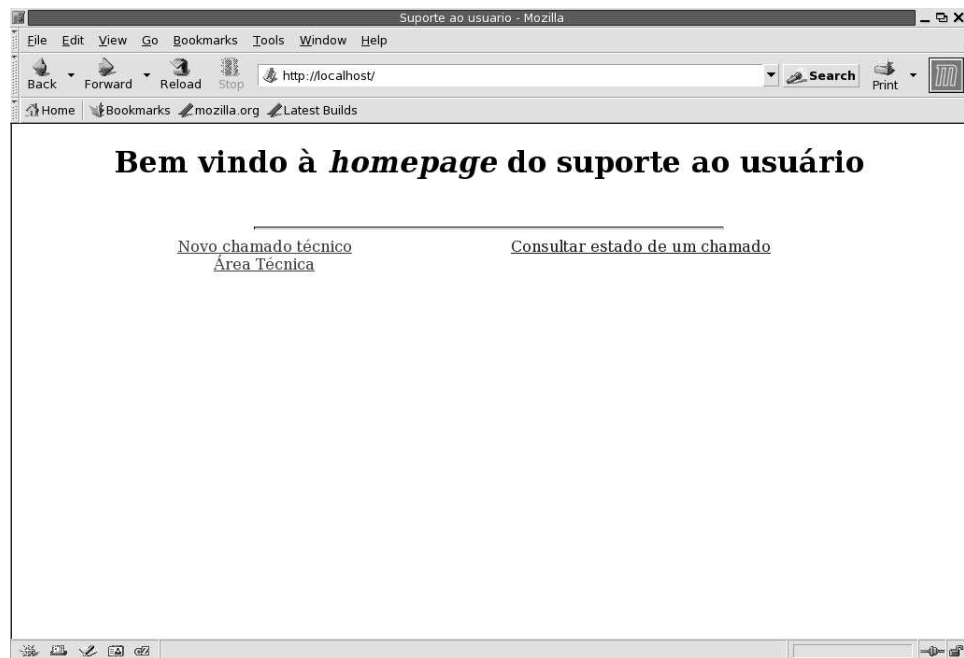 Suporte ao usuario - Mozilla
File Edit View Go Bookmarks Tools Window Help
Back Forward Reload Stop http://localhost/ Search Print
Home Bookmarks mozilla.org Latest Builds
Bem vindo à homepage do suporte ao usuário
Novo chamado técnico Consultar estado de um chamado
Área Técnica